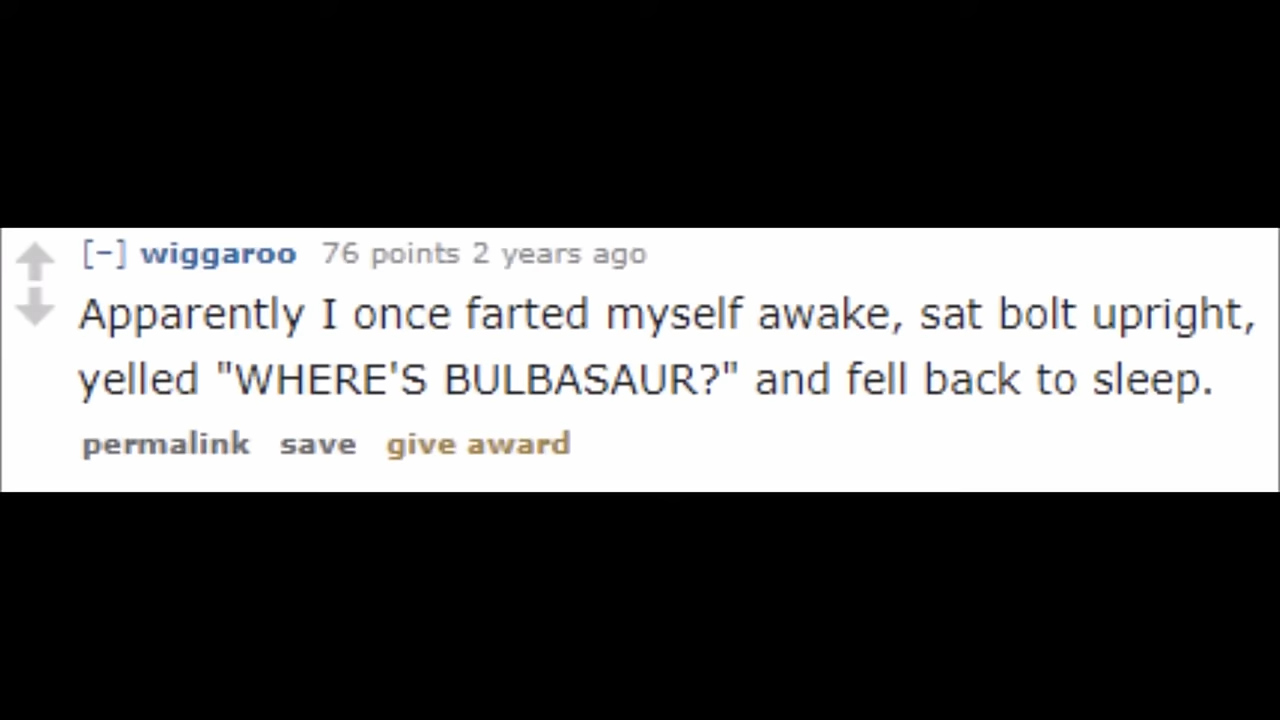 [−] wiggaroo 76 points 2 years ago
Apparently I once farted myself awake, sat bolt upright,
yelled "WHERE'S BULBASAUR?" and fell back to sleep.
permalink save give award